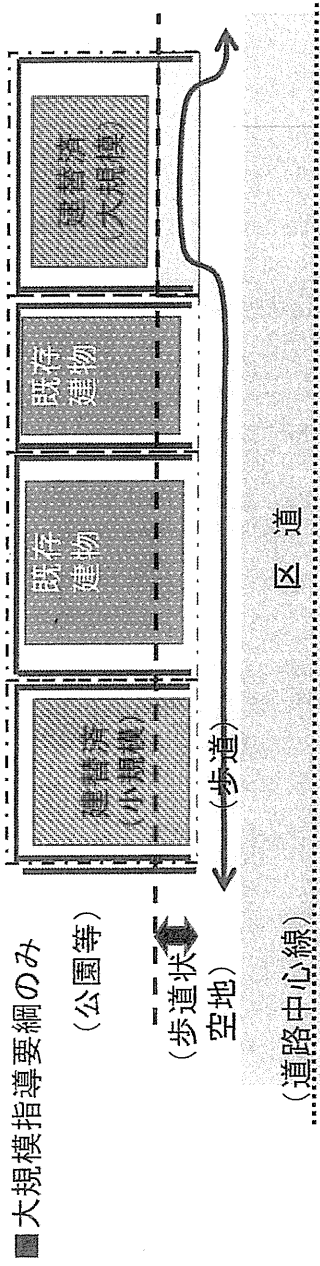 ■大規模指導要綱のみ
(公園等)
(歩道状
空地)
(道路中心線)
建替済
(小規模)
既存
建物
既存
建物
建替済
(大規模)
(歩道)
区 道